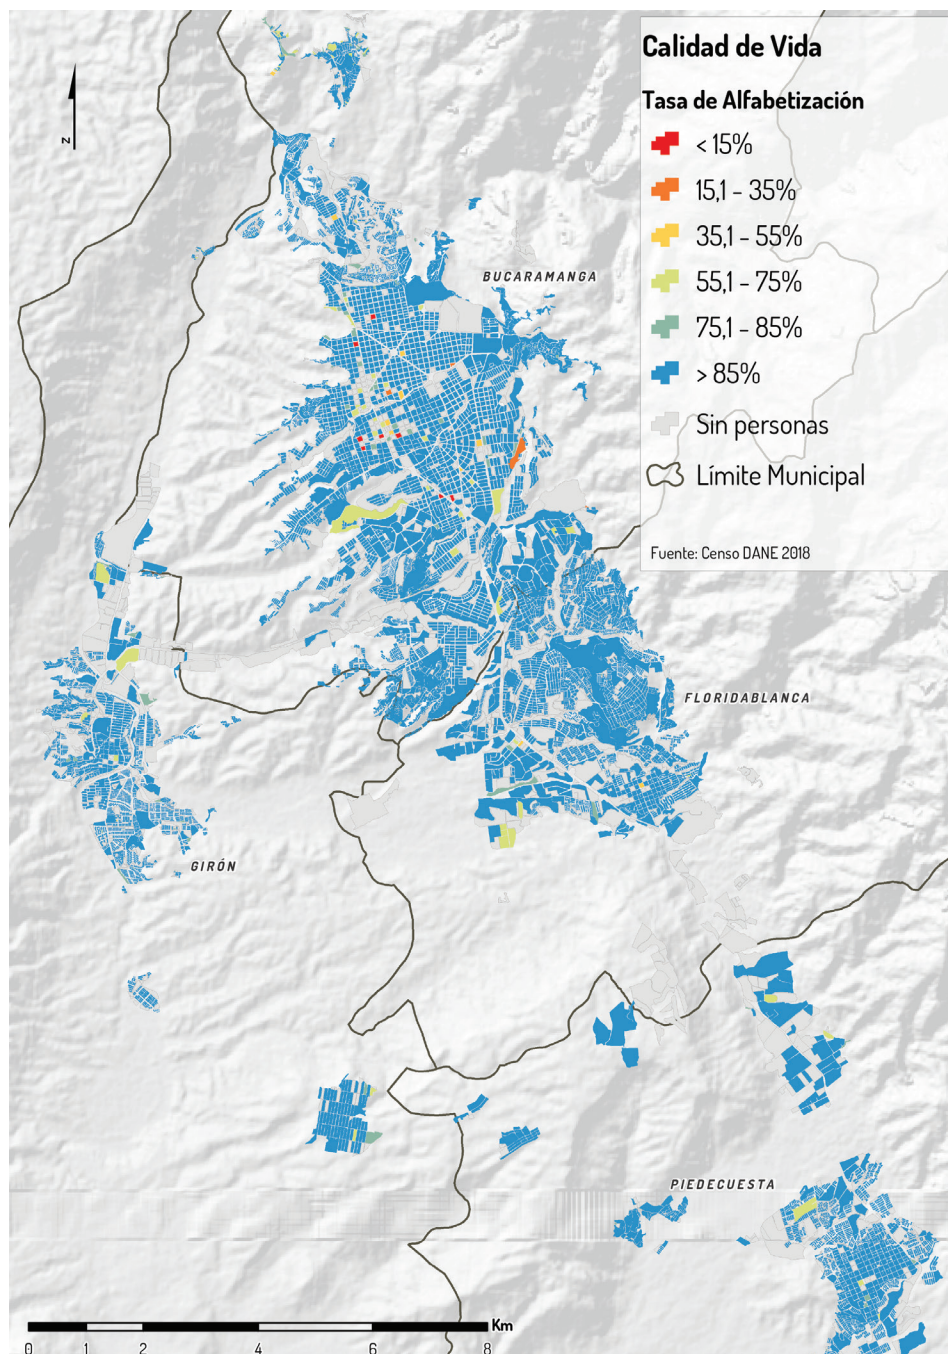 Calidad de Vida
Tasa de Alfabetización
< 15%
15,1 – 35%
35,1 – 55%
55,1 – 75%
75,1 – 85%
> 85%
Sin personas
Límite Municipal
Fuente: Censo DANE 2018
N
BUCARAMANGA
FLORIDABLANCA
GIRÓN
PIEDECUESTA
Km
0 1 2 4 6 8